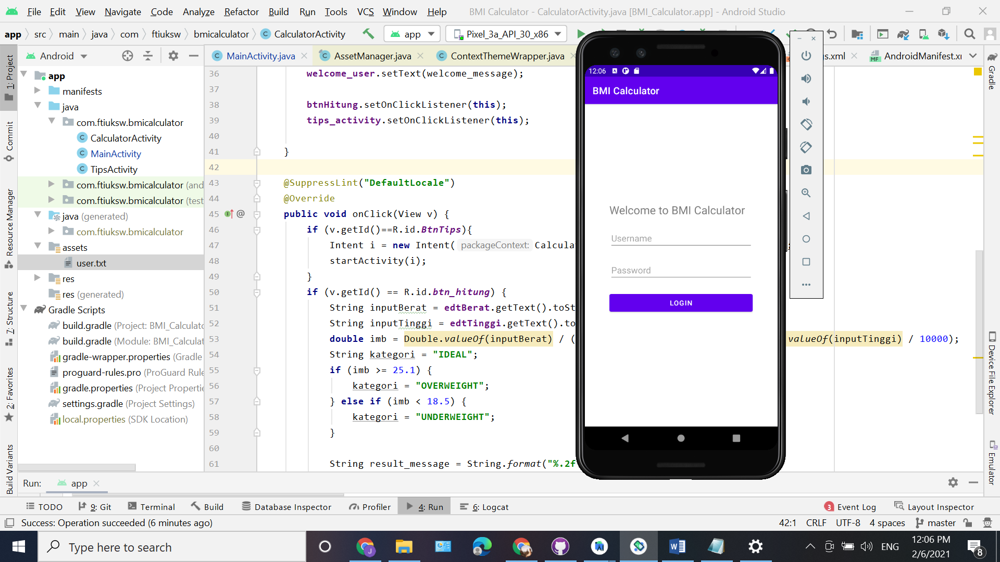 File Edit View Navigate Code Analyze Refactor Build Run Tools VCS Window Help BMI Calculator - CalculatorActivity.java [BMI_Calculator.app] - Android Studio
app src main java com ftiuksw bmicalculator CalculatorActivity app Pixel_3a_API_30_x86
Android MainActivity.java AssetManager.java ContextThemeWrapper.java s.xml AndroidManifest.xml
1: Project
Commit
Resource Manager
7: Structure
2: Favorites
Build Variants
app
manifests
java
com.ftiuksw.bmicalculator
CalculatorActivity
MainActivity
TipsActivity
com.ftiuksw.bmicalculator (and
com.ftiuksw.bmicalculator (test
java (generated)
com.ftiuksw.bmicalculator
assets
user.txt
res
res (generated)
Gradle Scripts
build.gradle (Project: BMI_Calculato
build.gradle (Module: BMI_Calculat
gradle-wrapper.properties (Gradle
proguard-rules.pro (ProGuard Rule
gradle.properties (Project Propertie
settings.gradle (Project Settings)
local.properties (SDK Location)
36 welcome_user.setText(welcome_message);
37
38 btnHitung.setOnClickListener(this);
39 tips_activity.setOnClickListener(this);
40
41 }
42
43 @SuppressLint("DefaultLocale")
44 @Override
45 @ public void onClick(View v) {
46 if (v.getId()==R.id.BtnTips){
47 Intent i = new Intent( packageContext: Calcula ;
48 startActivity(i);
49 }
50 if (v.getId() == R.id.btn_hitung) {
51 String inputBerat = edtBerat.getText().toSt
52 String inputTinggi = edtTinggi.getText().to
53 double imb = Double.valueOf(inputBerat) / ( valueOf(inputTinggi) / 10000);
54 String kategori = "IDEAL";
55 if (imb >= 25.1) {
56 kategori = "OVERWEIGHT";
57 } else if (imb < 18.5) {
58 kategori = "UNDERWEIGHT";
59 }
60
61 String result_message = String.format("%.2f
12:06
BMI Calculator
Welcome to BMI Calculator
Username
Password
LOGIN
Gradle
Device File Explorer
Emulator
Run: app
TODO 9: Git Terminal Build Database Inspector Profiler 4: Run 6: Logcat 3 Event Log Layout Inspector
Success: Operation succeeded (6 minutes ago) 42:1 CRLF UTF-8 4 spaces master
Type here to search
ENG
12:06 PM
2/6/2021
8